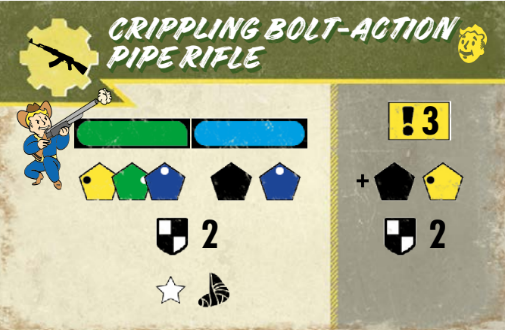 CRIPPLING BOLT-ACTION
PIPE RIFLE
! 3
+
2
2